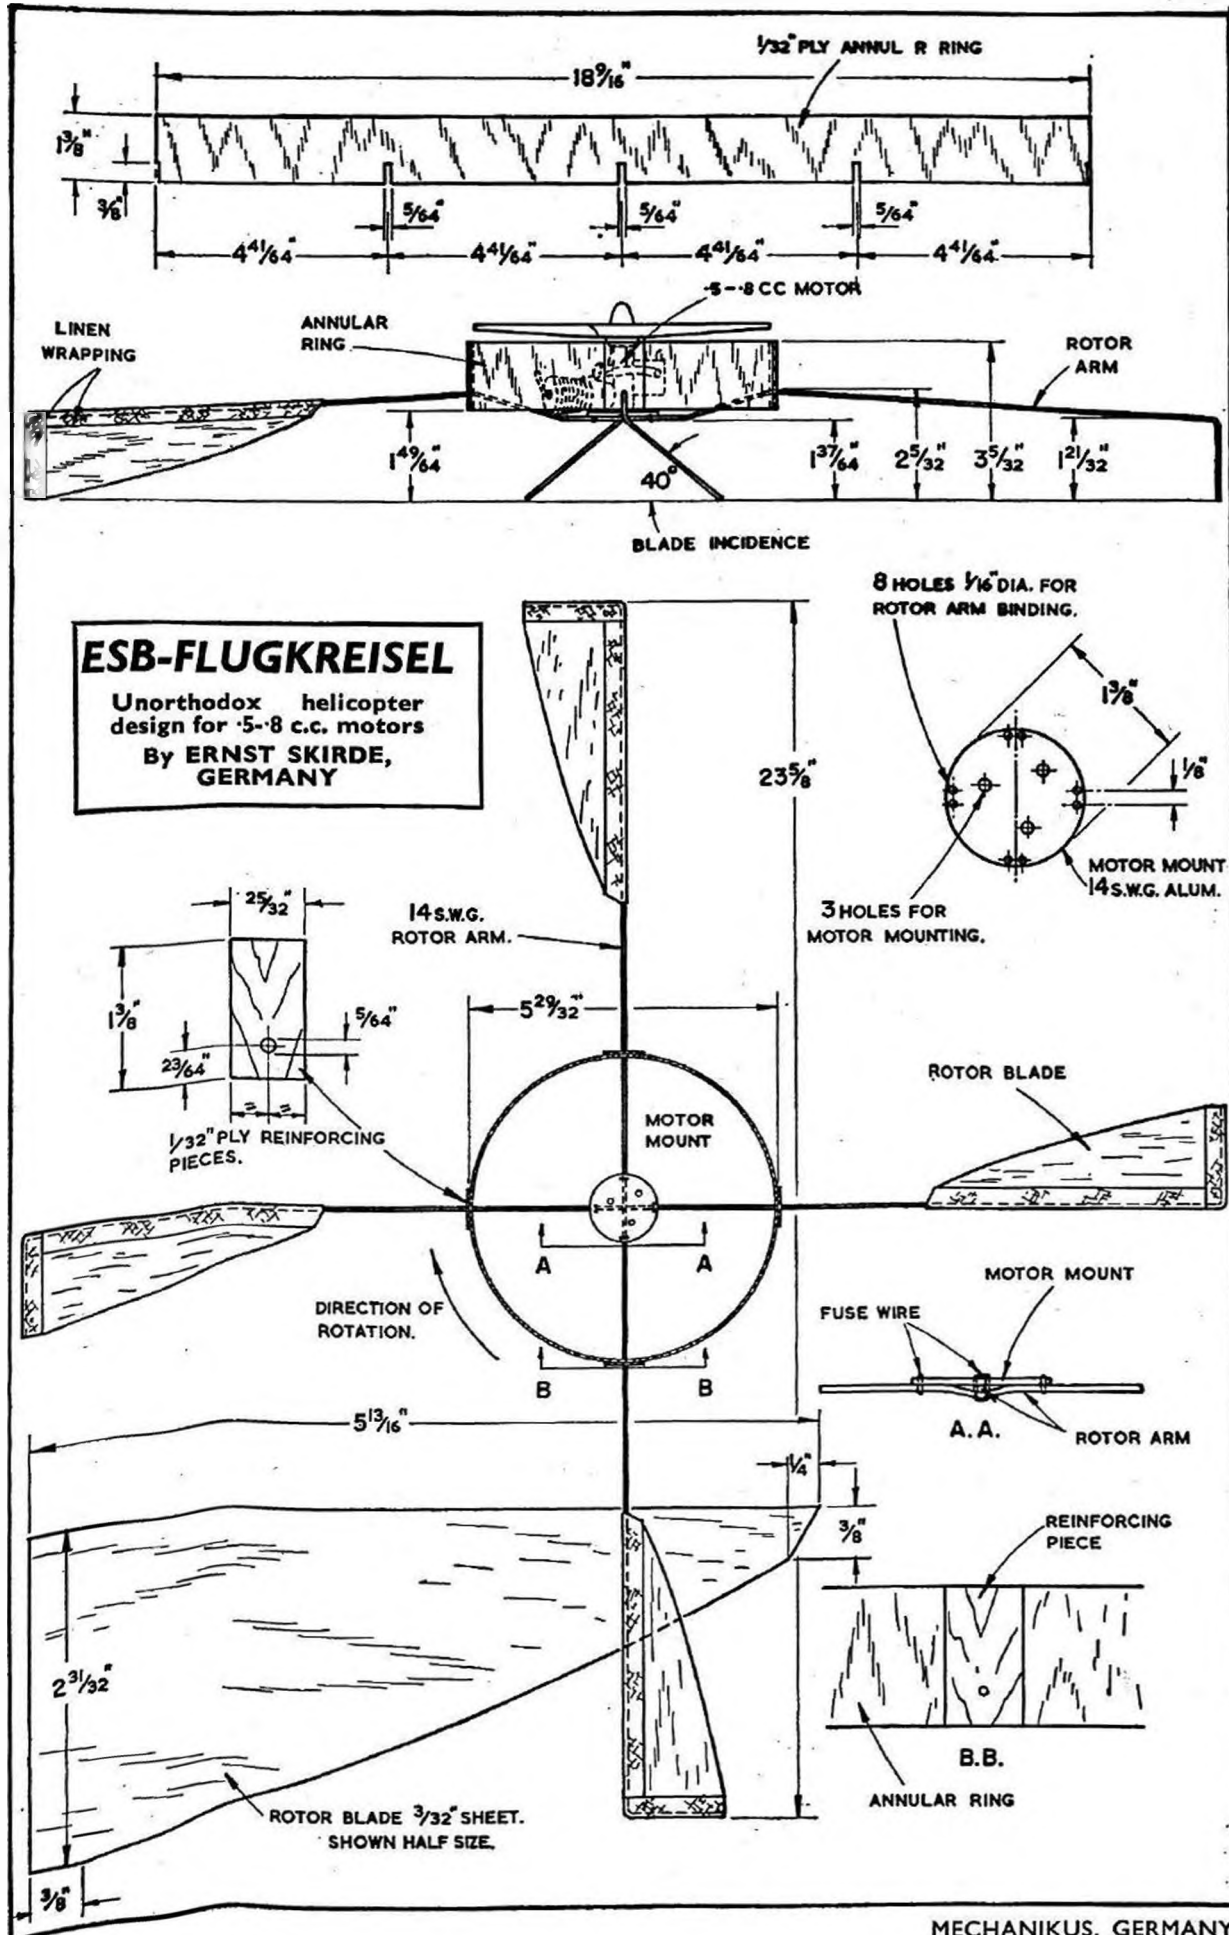 1/32" PLY ANNUL R RING
18 9/16"
1 3/8"
3/8"
5/64"
5/64"
5/64"
4 41/64"
4 41/64"
4 41/64"
4 41/64"
·5-·8 CC MOTOR
LINEN
WRAPPING
ANNULAR
RING
ROTOR
ARM
1 49/64"
40°
1 37/64"
2 5/32"
3 5/32"
1 21/32"
BLADE INCIDENCE
8 HOLES 1/16" DIA. FOR
ROTOR ARM BINDING.
ESB-FLUGKREISEL
Unorthodox helicopter
design for ·5-·8 c.c. motors
By ERNST SKIRDE,
GERMANY
1 3/8"
23 5/8"
1/8"
MOTOR MOUNT
14 S.W.G. ALUM.
3 HOLES FOR
MOTOR MOUNTING.
25/32"
14 S.W.G.
ROTOR ARM.
1 3/8"
5/64"
23/64"
=
=
1/32" PLY REINFORCING
PIECES.
5 29/32"
MOTOR
MOUNT
ROTOR BLADE
A
A
DIRECTION OF
ROTATION.
B
B
MOTOR MOUNT
FUSE WIRE
A.A.
ROTOR ARM
5 13/16"
1/4"
3/8"
REINFORCING
PIECE
2 31/32"
B.B.
ANNULAR RING
ROTOR BLADE 3/32" SHEET.
SHOWN HALF SIZE.
3/8"
MECHANIKUS, GERMANY